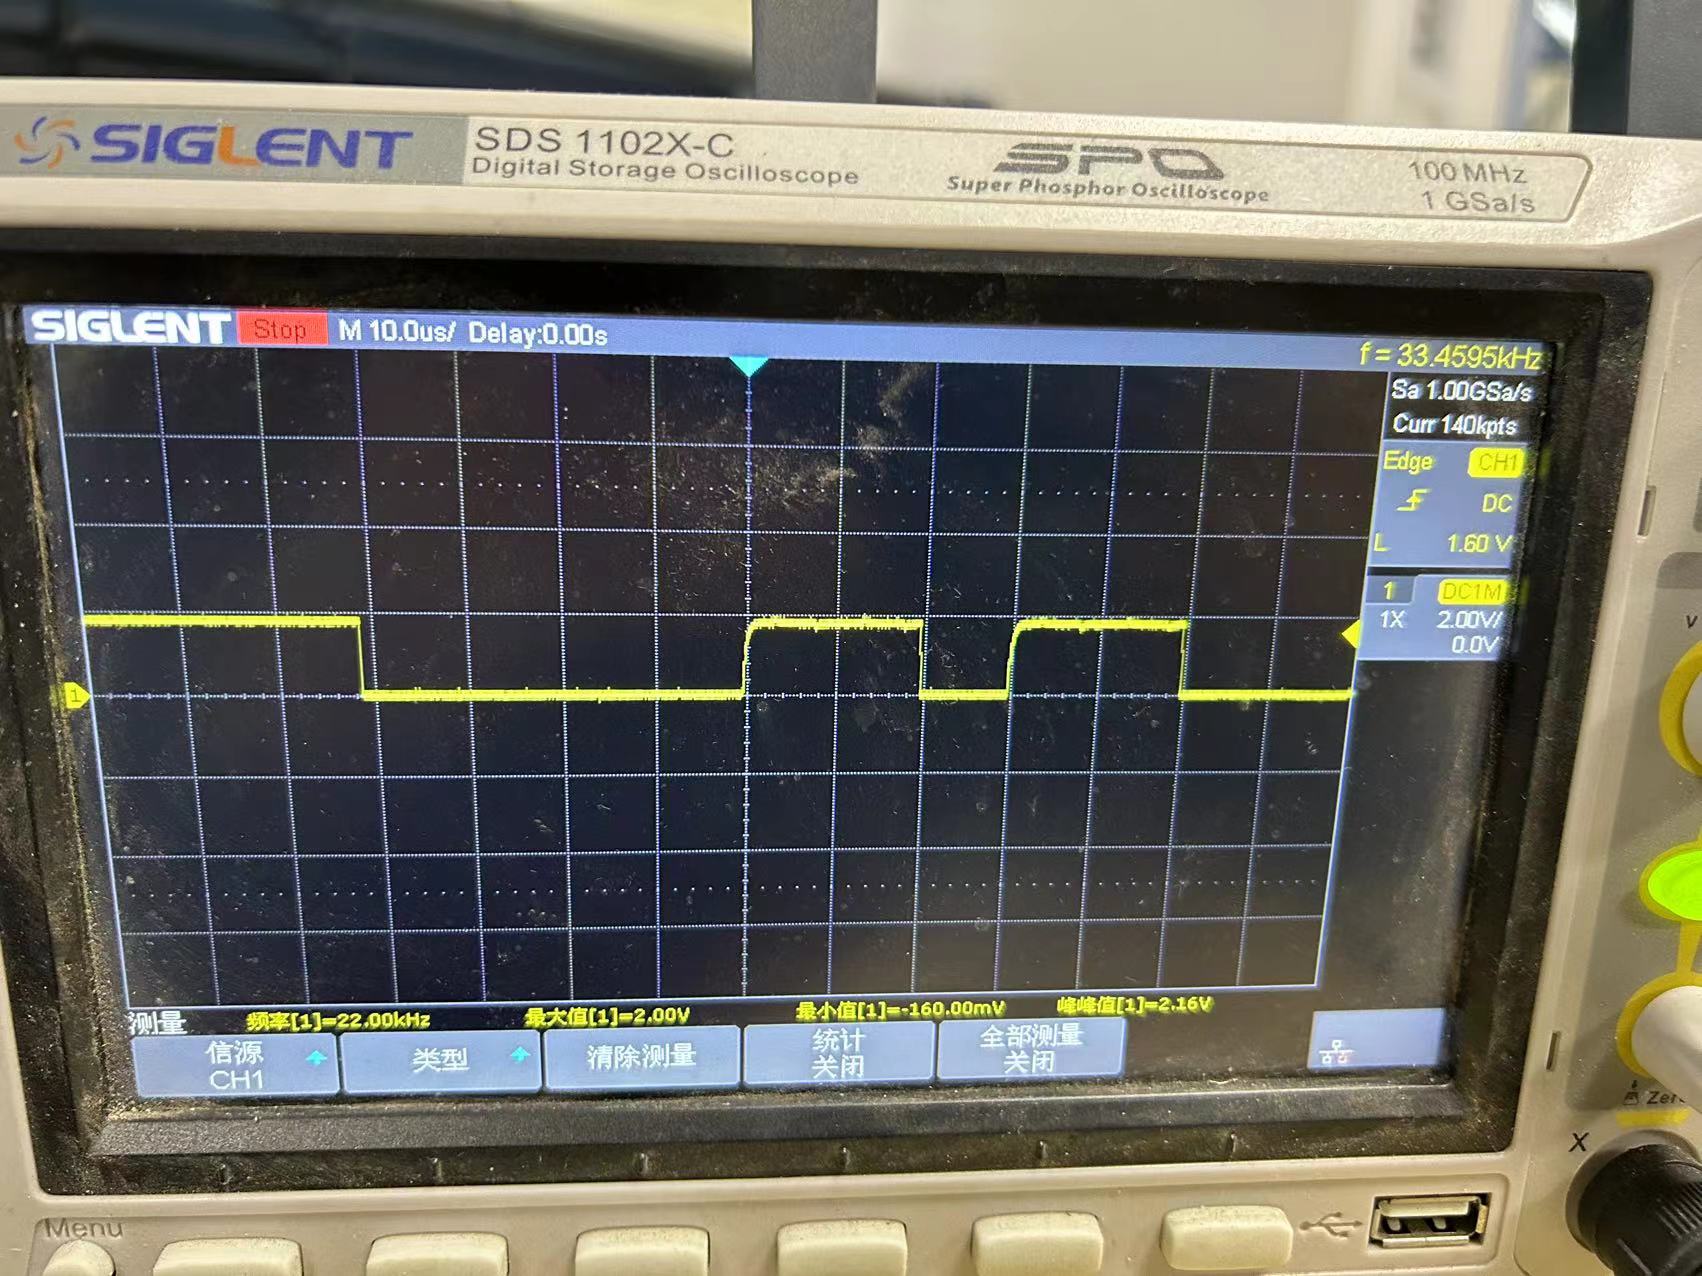 SIGLENT
SDS 1102X-C
Digital Storage Oscilloscope
SPO
Super Phosphor Oscilloscope
100 MHz
1 GSa/s
SIGLENT Stop M 10.0us/ Delay:0.00s
f = 33.4595kHz
Sa 1.00GSa/s
Curr 140kpts
Edge CH1
DC
L 1.60 V
1 DC1M
1X 2.00V/
0.0V
1
测量 频率[1]=22.00kHz 最大值[1]=2.00V 最小值[1]=-160.00mV 峰峰值[1]=2.16V
信源
CH1
类型
清除测量
统计
关闭
全部测量
关闭
Menu
X